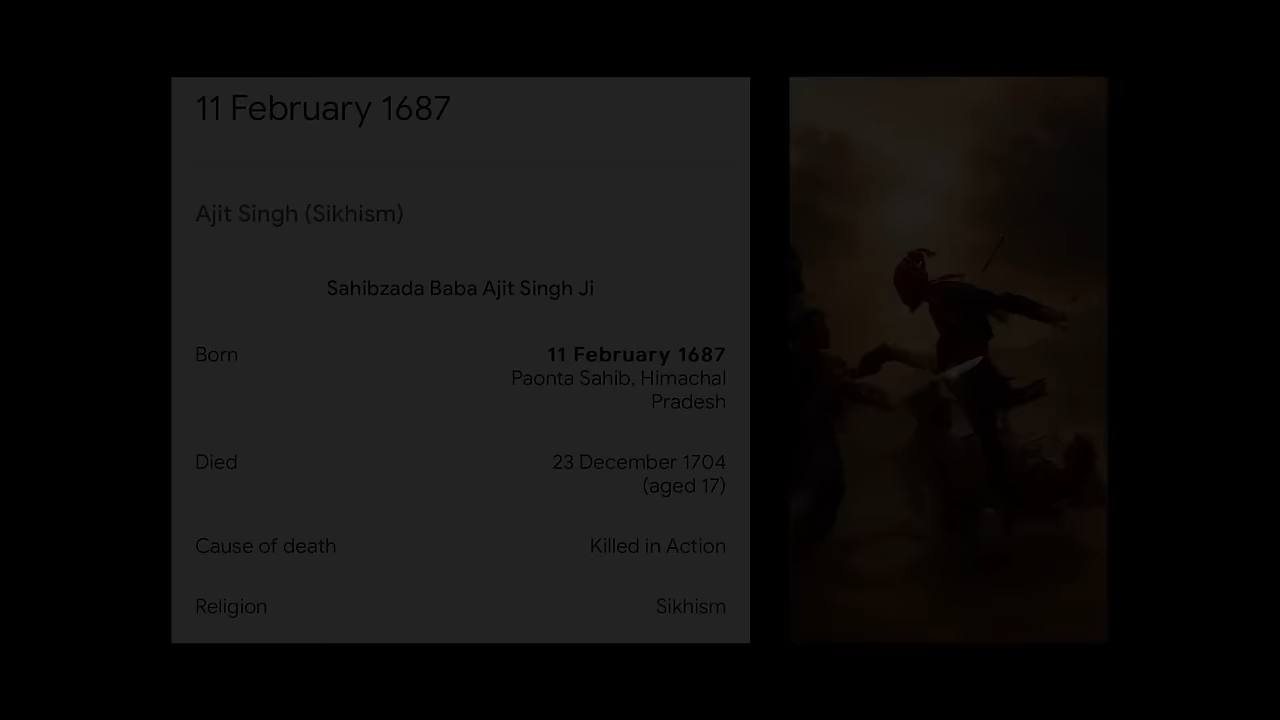 11 February 1687
Ajit Singh (Sikhism)
Sahibzada Baba Ajit Singh Ji
Born 11 February 1687
Paonta Sahib, Himachal
Pradesh
Died 23 December 1704
(aged 17)
Cause of death Killed in Action
Religion Sikhism